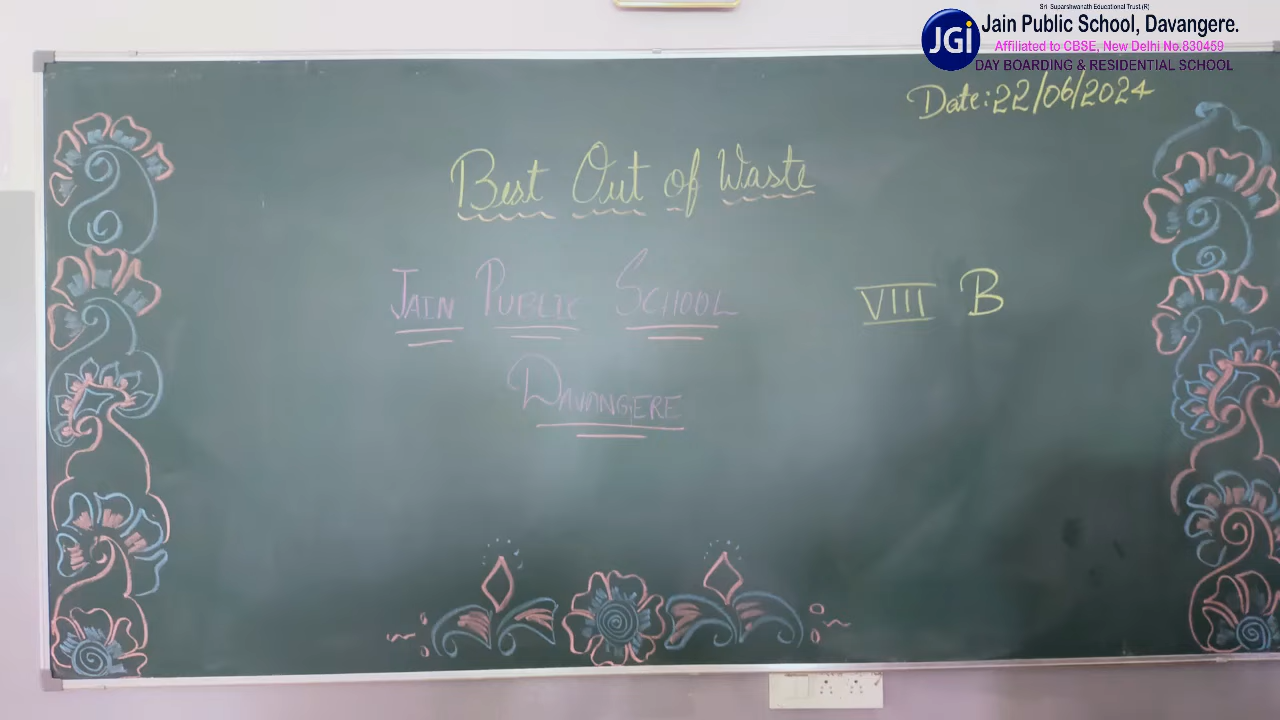 Sri Suparshwanath Educational Trust (R)
JGi Jain Public School, Davangere.
Affiliated to CBSE, New Delhi No.830459
DAY BOARDING & RESIDENTIAL SCHOOL
Date:22/06/2024
Best Out of Waste
JAIN PUBLIC SCHOOL VIII B
DAVANGERE